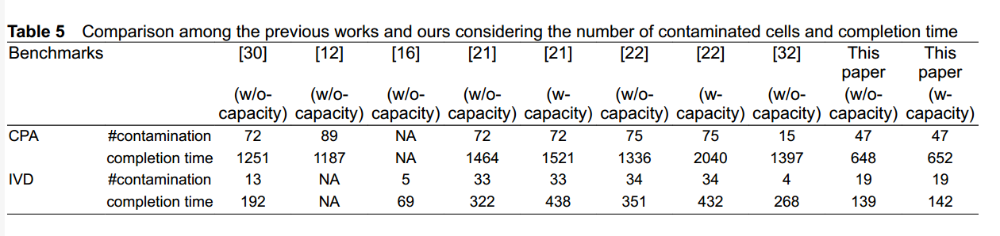 Table 5 Comparison among the previous works and ours considering the number of contaminated cells and completion time
Benchmarks [30] [12] [16] [21] [21] [22] [22] [32] This This
paper paper
(w/o- (w/o- (w/o- (w/o- (w- (w/o- (w- (w/o- (w/o- (w-
capacity) capacity) capacity) capacity) capacity) capacity) capacity) capacity) capacity) capacity)
CPA #contamination 72 89 NA 72 72 75 75 15 47 47
completion time 1251 1187 NA 1464 1521 1336 2040 1397 648 652
IVD #contamination 13 NA 5 33 33 34 34 4 19 19
completion time 192 NA 69 322 438 351 432 268 139 142